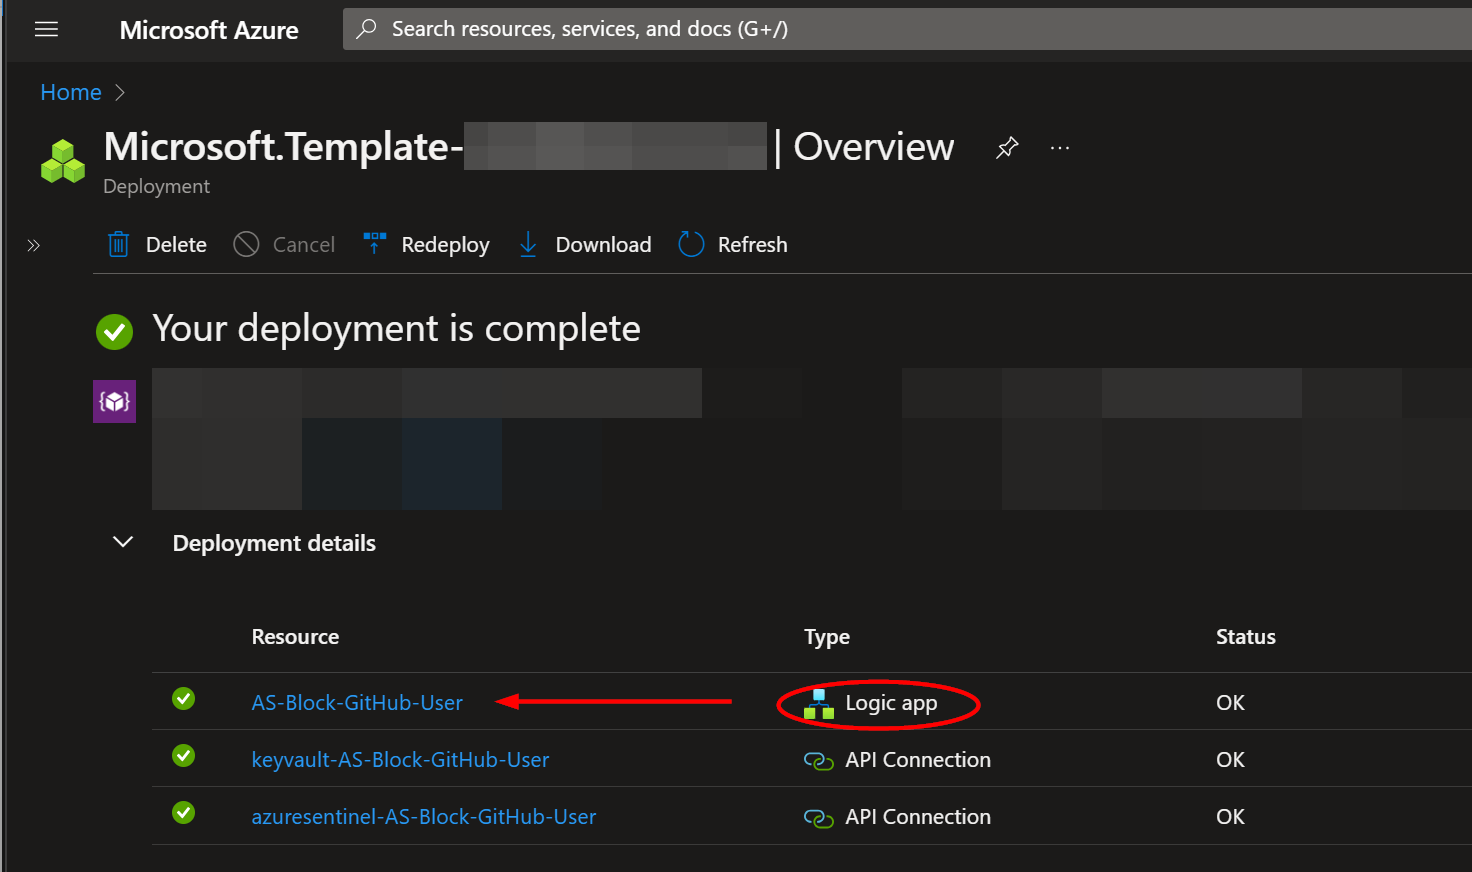 Microsoft Azure
Search resources, services, and docs (G+/)
Home
Microsoft.Template- | Overview
Deployment
Delete Cancel Redeploy Download Refresh
Your deployment is complete
Deployment details
Resource Type Status
AS-Block-GitHub-User Logic app OK
keyvault-AS-Block-GitHub-User API Connection OK
azuresentinel-AS-Block-GitHub-User API Connection OK